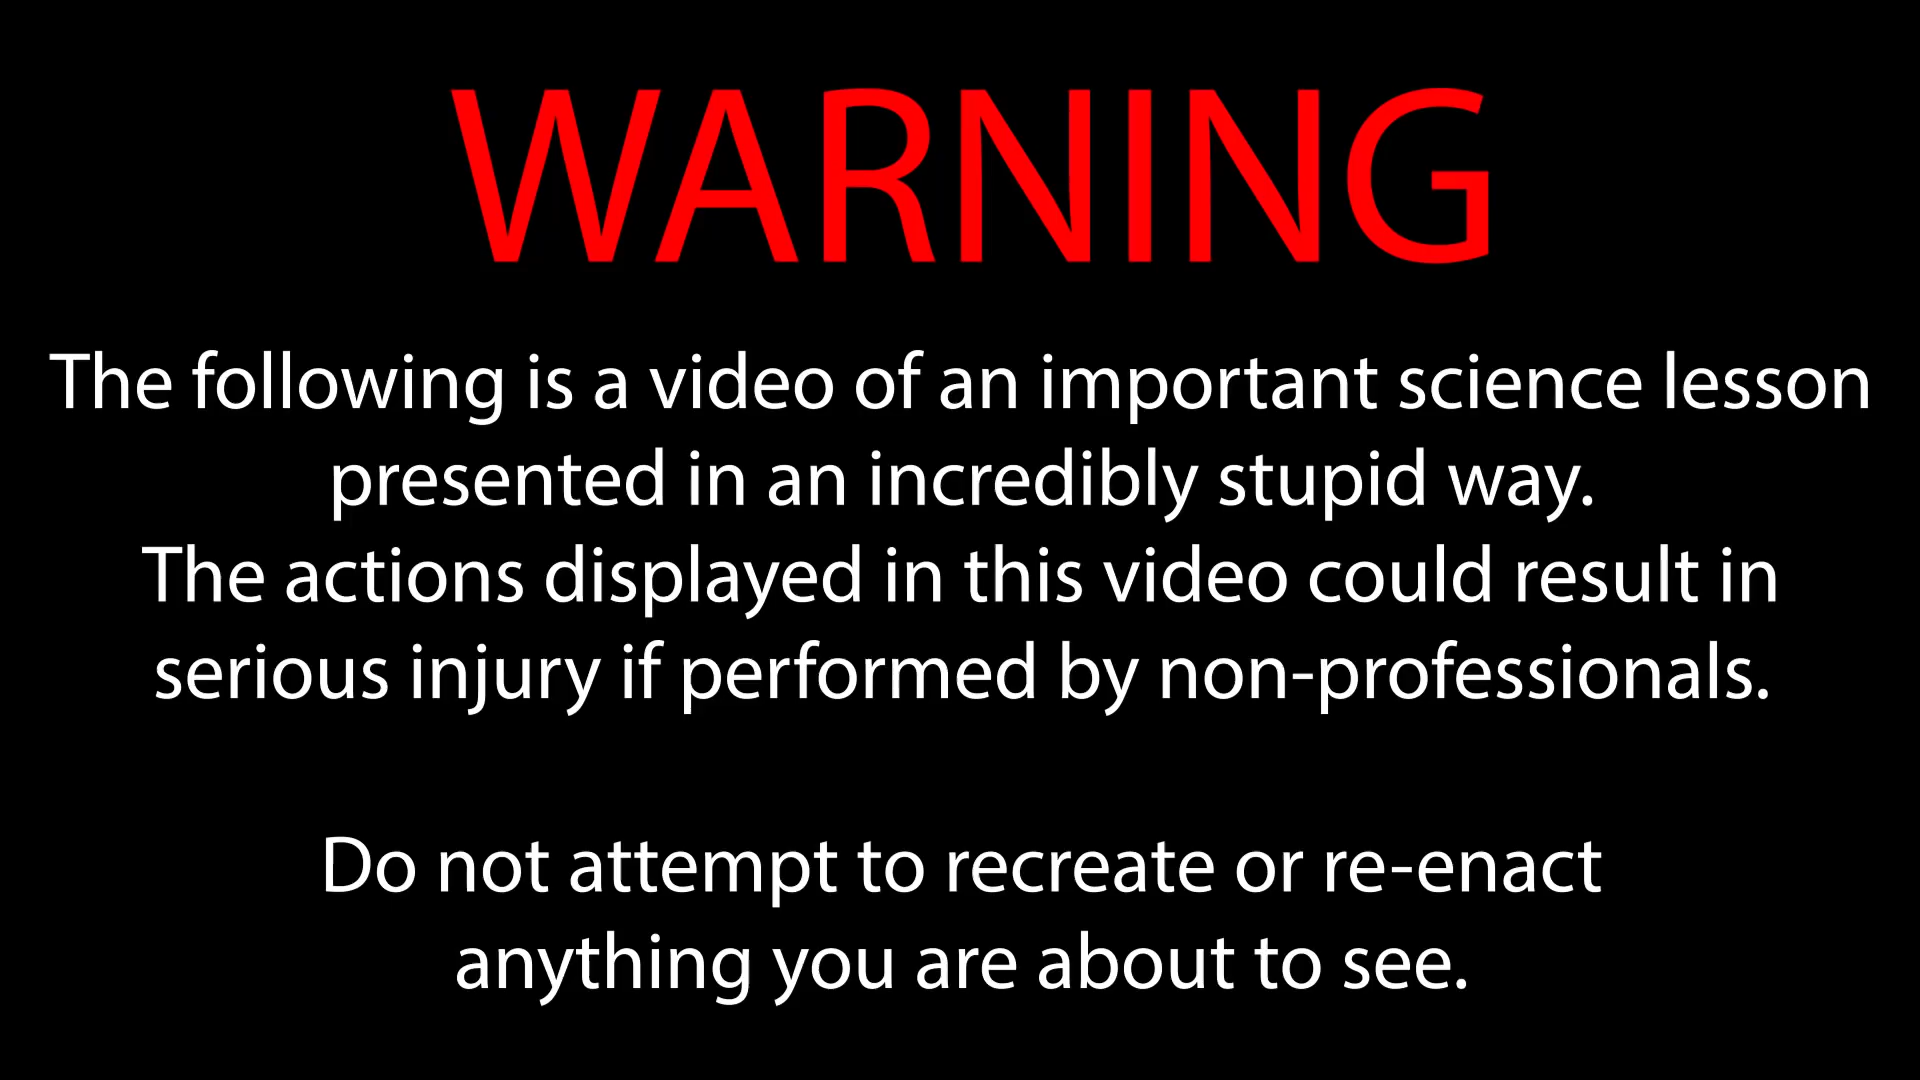 WARNING
The following is a video of an important science lesson
presented in an incredibly stupid way.
The actions displayed in this video could result in
serious injury if performed by non-professionals.
Do not attempt to recreate or re-enact
anything you are about to see.